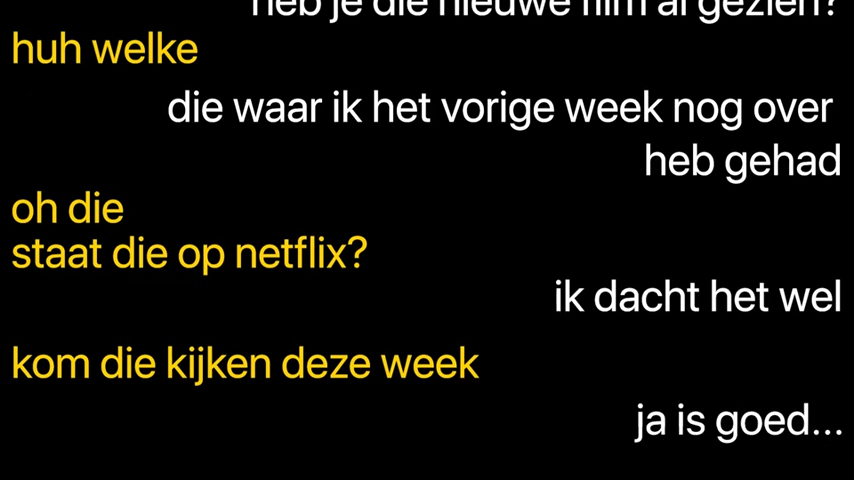 heb je die nieuwe film al gezien?
huh welke
die waar ik het vorige week nog over
heb gehad
oh die
staat die op netflix?
ik dacht het wel
kom die kijken deze week
ja is goed...